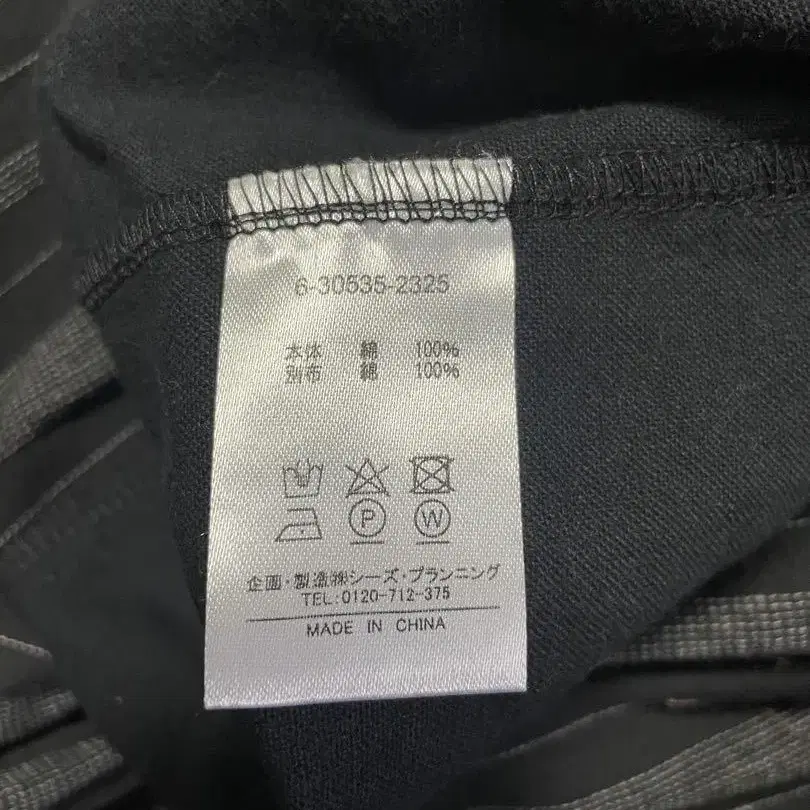 6-30535-2325
本体 綿 100%
別布 綿 100%
P W
企画・製造㈱シーズ・プランニング
TEL:0120-712-375
MADE IN CHINA